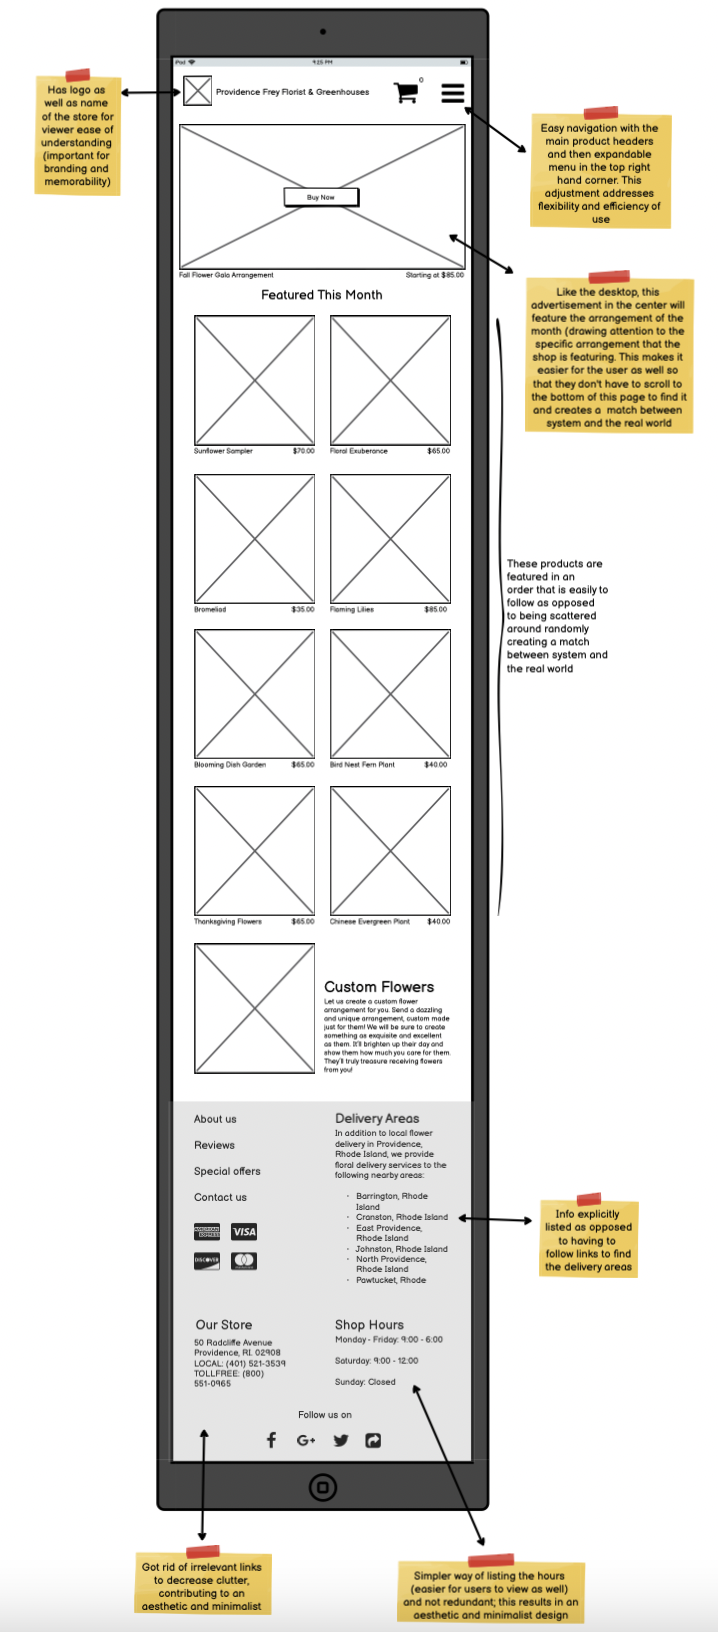 iPod
4:25 PM
Has logo as
well as name
of the store for
viewer ease of
understanding
(important for
branding and
memorability)
Providence Frey Florist & Greenhouses
0
Easy navigation with the
main product headers
and then expandable
menu in the top right
hand corner. This
adjustment addresses
flexibility and efficiency of
use
Buy Now
Fall Flower Gala Arrangement
Starting at $85.00
Like the desktop, this
advertisement in the center will
feature the arrangement of the
month (drawing attention to the
specific arrangement that the
shop is featuring. This makes it
easier for the user as well so
that they don't have to scroll to
the bottom of this page to find it
and creates a match between
system and the real world
Featured This Month
Sunflower Sampler $70.00
Floral Exuberance $65.00
These products are
featured in an
order that is easily to
follow as opposed
to being scattered
around randomly
creating a match
between system and
the real world
Bromeliad $35.00
Flaming Lilies $85.00
Blooming Dish Garden $65.00
Bird Nest Fern Plant $40.00
Thanksgiving Flowers $65.00
Chinese Evergreen Plant $40.00
Custom Flowers
Let us create a custom flower
arrangement for you. Send a dazzling
and unique arrangement, custom made
just for them! We will be sure to create
something as exquisite and excellent
as them. It'll brighten up their day and
show them how much you care for them.
They'll truly treasure receiving flowers
from you!
About us
Reviews
Special offers
Contact us
AMERICAN
EXPRESS
VISA
DISCOVER
Delivery Areas
In addition to local flower
delivery in Providence,
Rhode Island, we provide
floral delivery services to the
following nearby areas:
· Barrington, Rhode
Island
· Cranston, Rhode Island
· East Providence,
Rhode Island
· Johnston, Rhode Island
· North Providence,
Rhode Island
· Pawtucket, Rhode
Info explicitly
listed as opposed
to having to
follow links to find
the delivery areas
Our Store
50 Radcliffe Avenue
Providence, RI. 02908
LOCAL: (401) 521-3539
TOLLFREE: (800)
551-0965
Shop Hours
Monday - Friday: 9:00 - 6:00
Saturday: 9:00 - 12:00
Sunday: Closed
Follow us on
f
G+
Got rid of irrelevant links
to decrease clutter,
contributing to an
aesthetic and minimalist
Simpler way of listing the hours
(easier for users to view as well)
and not redundant; this results in an
aesthetic and minimalist design